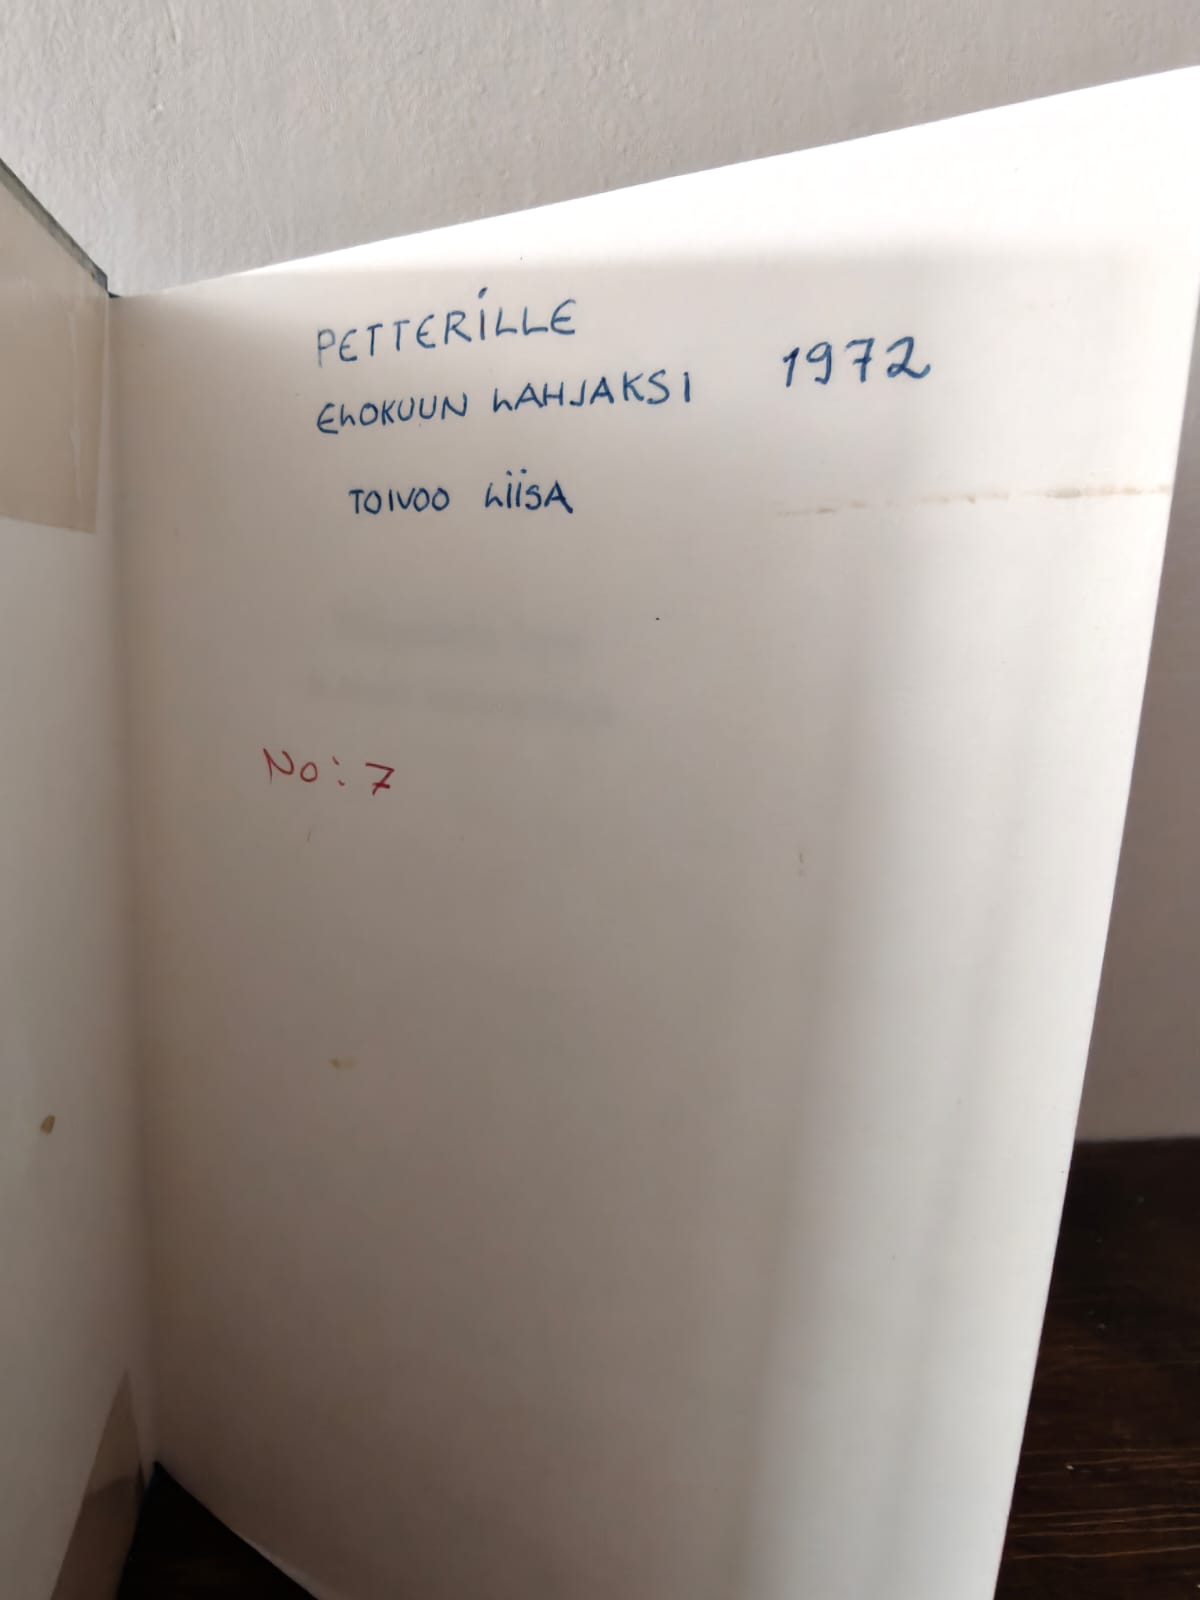 PETTERILLE
ELOKUUN LAHJAKSI 1972
TOIVOO LIISA
No: 7